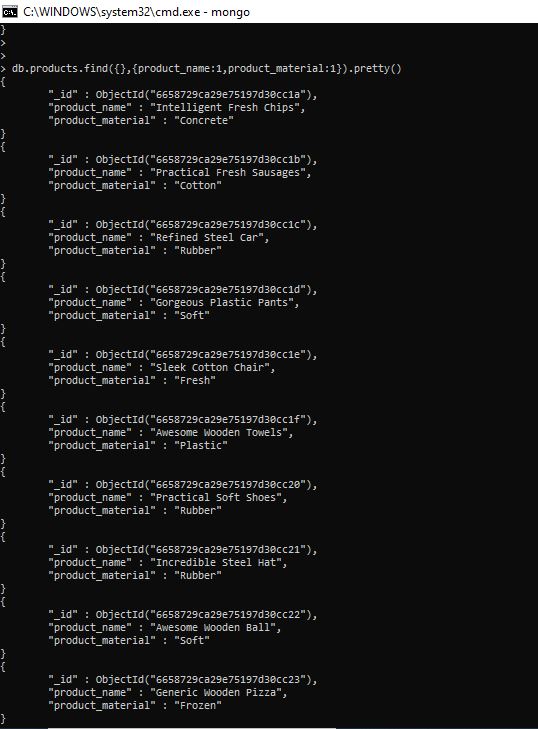 C:\WINDOWS\system32\cmd.exe - mongo
}
>
>
> db.products.find({},{product_name:1,product_material:1}).pretty()
{
        "_id" : ObjectId("6658729ca29e75197d30cc1a"),
        "product_name" : "Intelligent Fresh Chips",
        "product_material" : "Concrete"
}
{
        "_id" : ObjectId("6658729ca29e75197d30cc1b"),
        "product_name" : "Practical Fresh Sausages",
        "product_material" : "Cotton"
}
{
        "_id" : ObjectId("6658729ca29e75197d30cc1c"),
        "product_name" : "Refined Steel Car",
        "product_material" : "Rubber"
}
{
        "_id" : ObjectId("6658729ca29e75197d30cc1d"),
        "product_name" : "Gorgeous Plastic Pants",
        "product_material" : "Soft"
}
{
        "_id" : ObjectId("6658729ca29e75197d30cc1e"),
        "product_name" : "Sleek Cotton Chair",
        "product_material" : "Fresh"
}
{
        "_id" : ObjectId("6658729ca29e75197d30cc1f"),
        "product_name" : "Awesome Wooden Towels",
        "product_material" : "Plastic"
}
{
        "_id" : ObjectId("6658729ca29e75197d30cc20"),
        "product_name" : "Practical Soft Shoes",
        "product_material" : "Rubber"
}
{
        "_id" : ObjectId("6658729ca29e75197d30cc21"),
        "product_name" : "Incredible Steel Hat",
        "product_material" : "Rubber"
}
{
        "_id" : ObjectId("6658729ca29e75197d30cc22"),
        "product_name" : "Awesome Wooden Ball",
        "product_material" : "Soft"
}
{
        "_id" : ObjectId("6658729ca29e75197d30cc23"),
        "product_name" : "Generic Wooden Pizza",
        "product_material" : "Frozen"
}